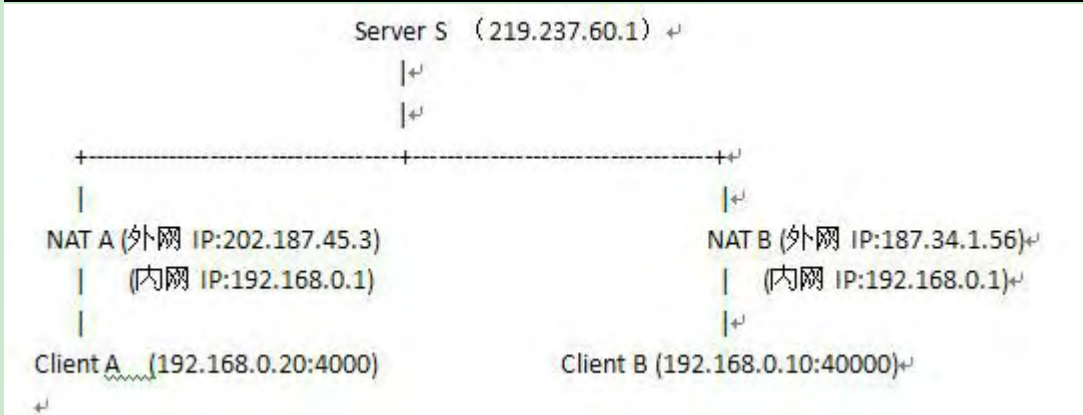 Server S （219.237.60.1）↵
|↵
|↵
+--------------------------------------+--------------------------------------+↵
| |↵
NAT A (外网 IP:202.187.45.3) NAT B (外网 IP:187.34.1.56)↵
| (内网 IP:192.168.0.1) | (内网 IP:192.168.0.1)↵
| |↵
Client A (192.168.0.20:4000) Client B (192.168.0.10:40000)↵
↵